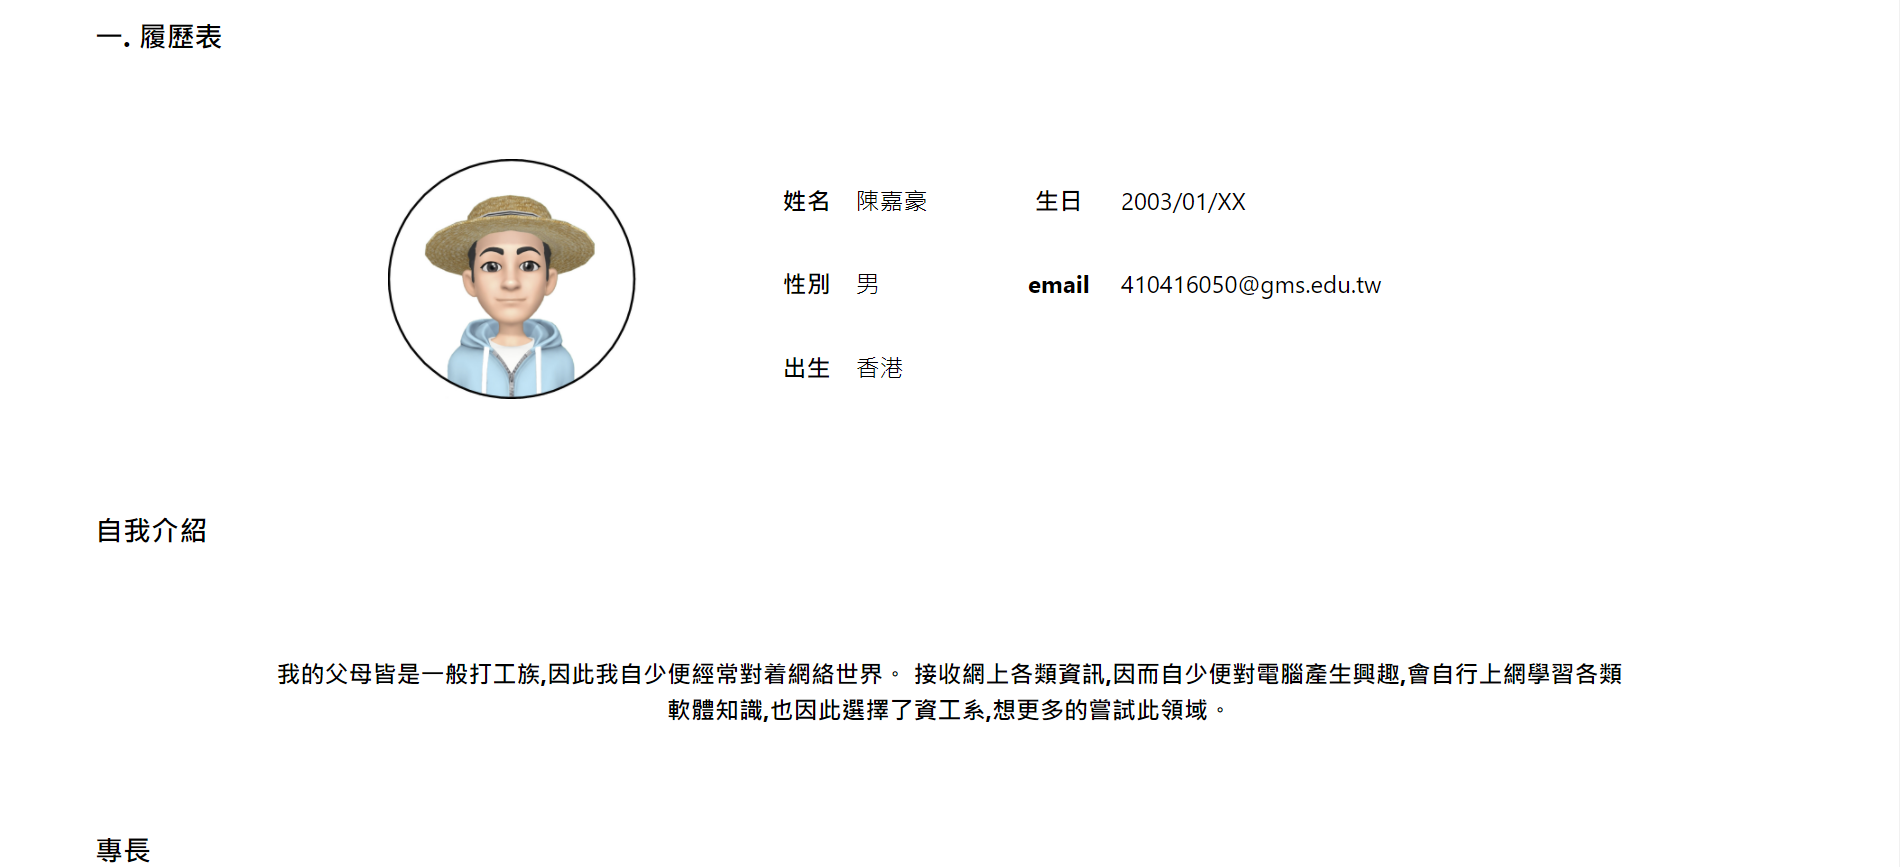 一. 履歷表
姓名 陳嘉豪 生日 2003/01/XX
性別 男 email 410416050@gms.edu.tw
出生 香港
自我介紹
我的父母皆是一般打工族,因此我自少便經常對着網絡世界。 接收網上各類資訊,因而自少便對電腦產生興趣,會自行上網學習各類
軟體知識,也因此選擇了資工系,想更多的嘗試此領域。
專長